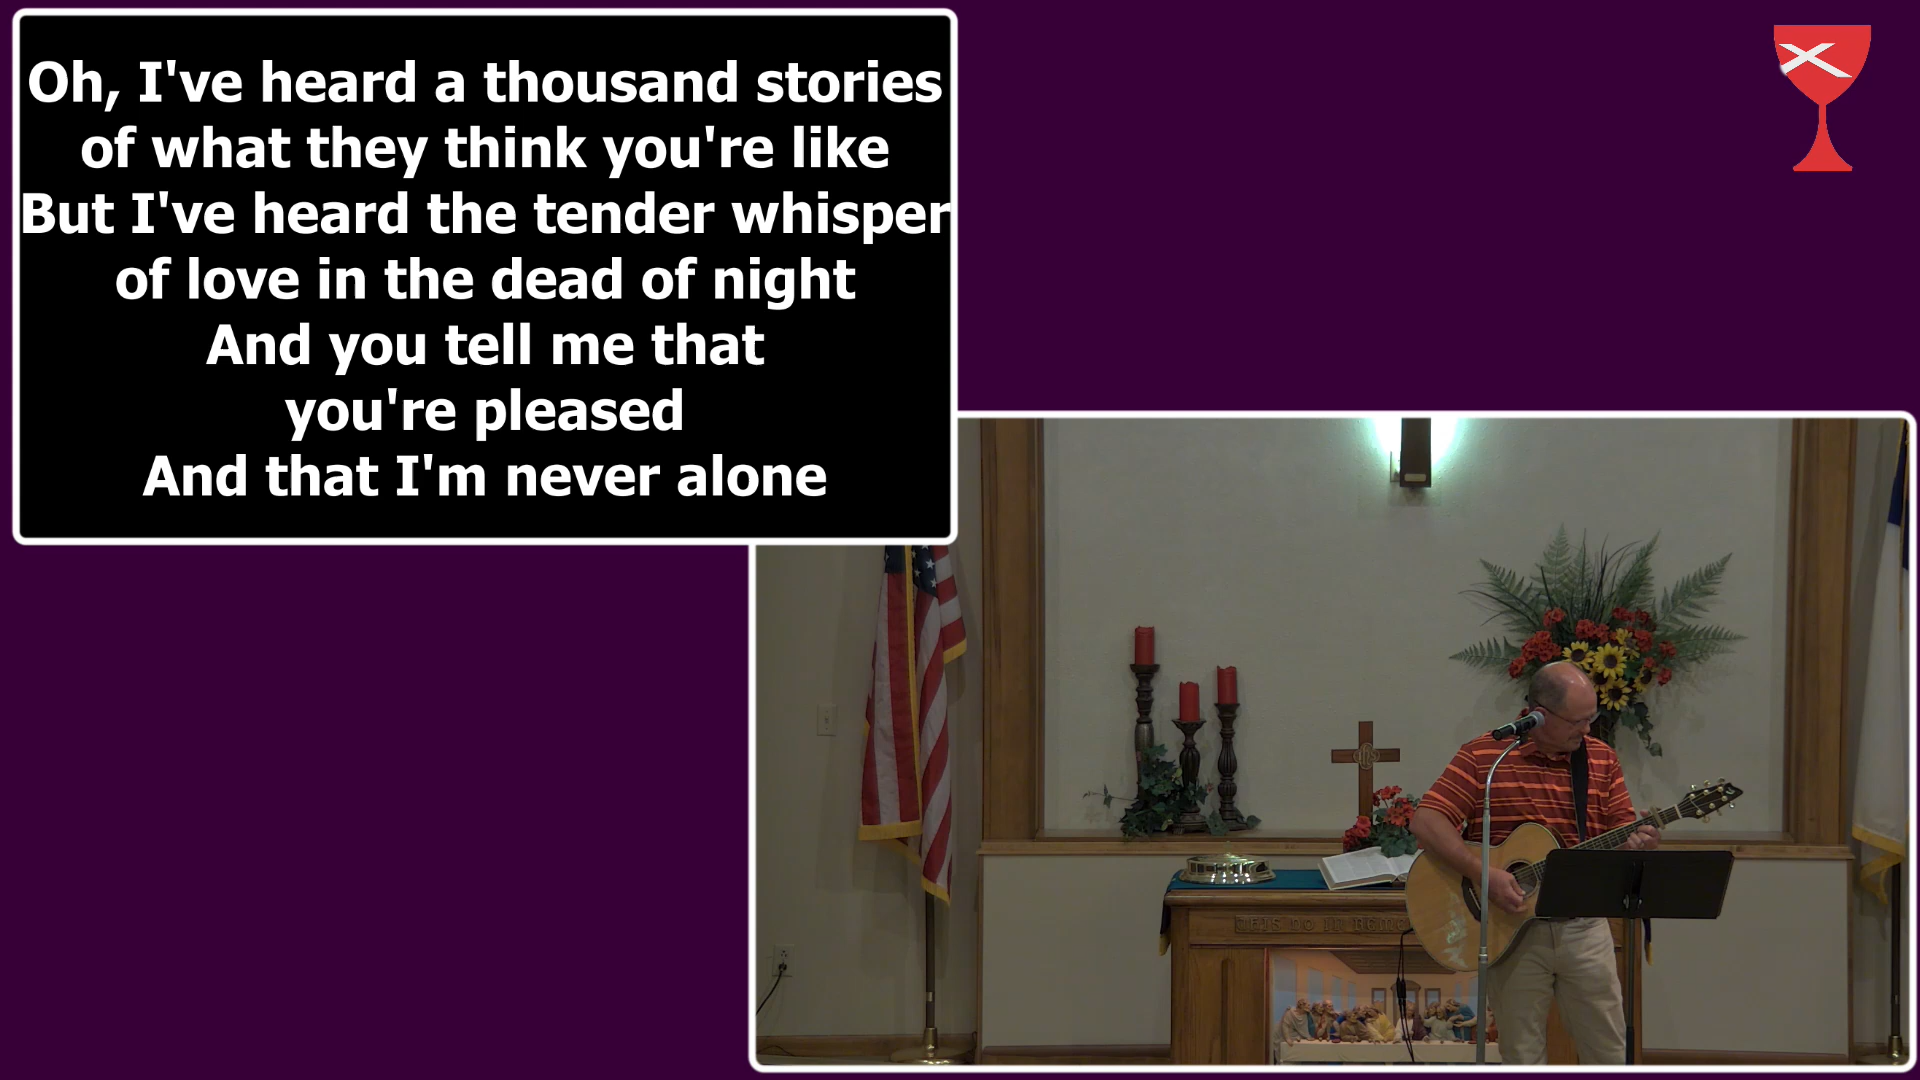 Oh, I've heard a thousand stories
of what they think you're like
But I've heard the tender whisper
of love in the dead of night
And you tell me that
you're pleased
And that I'm never alone